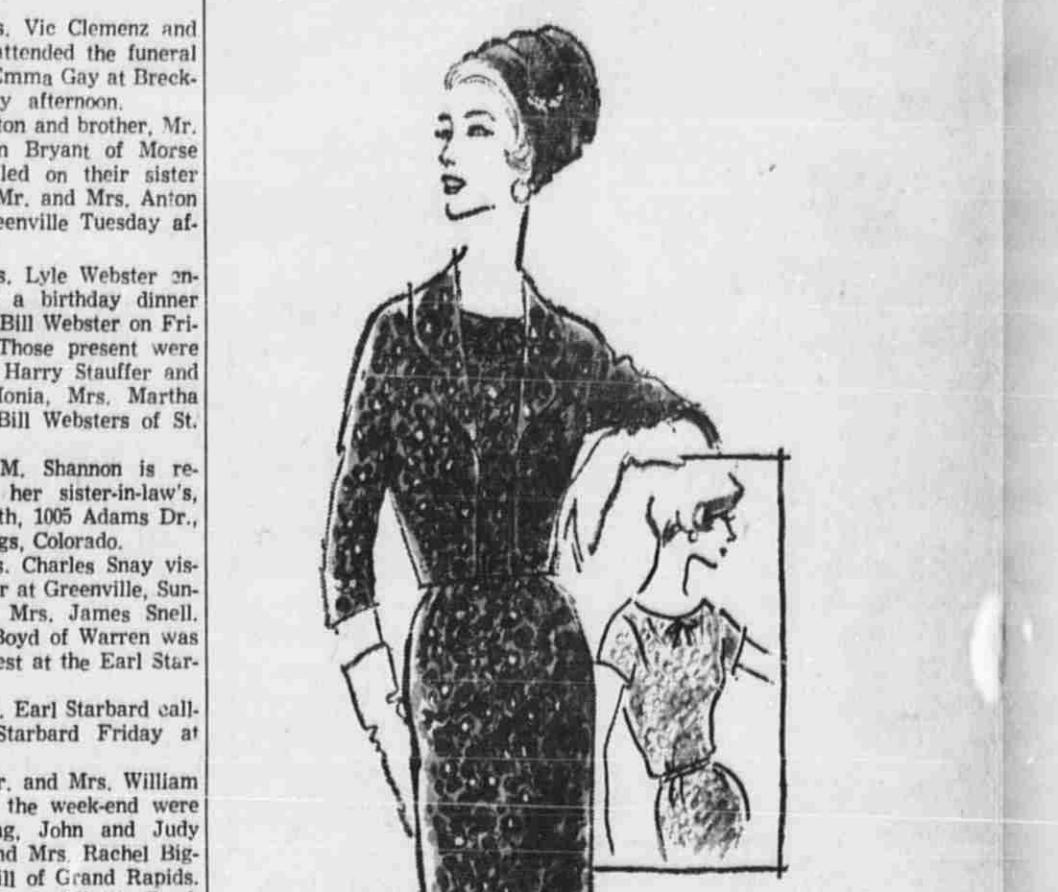 s. Vic Clemenz and
attended the funeral
Emma Gay at Breck-
y afternoon.
ton and brother, Mr.
n Bryant of Morse
led on their sister
Mr. and Mrs. Anton
eenville Tuesday af-
s. Lyle Webster en-
a birthday dinner
Bill Webster on Fri-
Those present were
Harry Stauffer and
Ionia, Mrs. Martha
Bill Websters of St.
M. Shannon is re-
her sister-in-law's,
th, 1005 Adams Dr.,
gs, Colorado.
s. Charles Snay vis-
r at Greenville, Sun-
Mrs. James Snell.
Boyd of Warren was
est at the Earl Star-
. Earl Starbard call-
Starbard Friday at
r. and Mrs. William
the week-end were
ng, John and Judy
nd Mrs. Rachel Big-
ill of Grand Rapids.